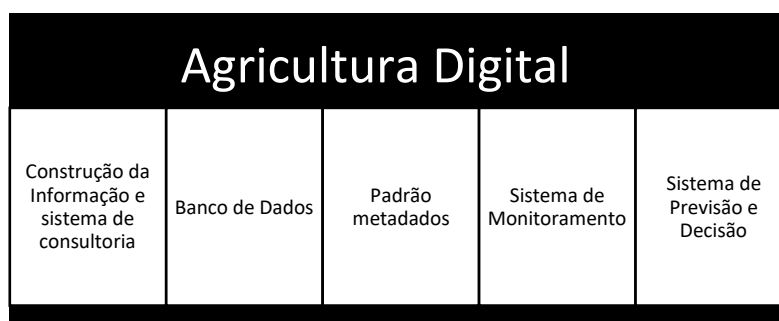 Agricultura Digital
Construção da
Informação e
sistema de
consultoria
Banco de Dados
Padrão
metadados
Sistema de
Monitoramento
Sistema de
Previsão e
Decisão